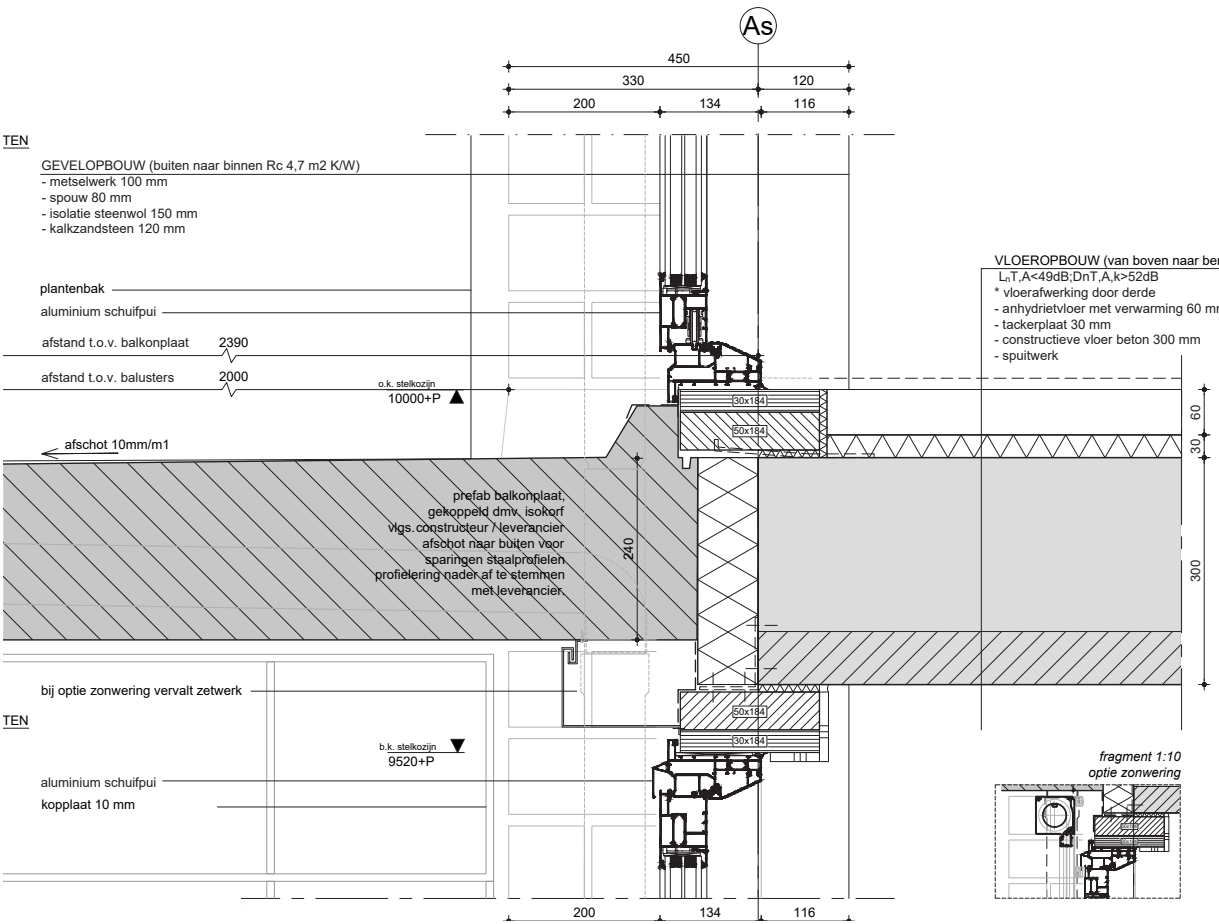 As
450
330
120
200
134
116
TEN
GEVELOPBOUW (buiten naar binnen Rc 4,7 m2 K/W)
- metselwerk 100 mm
- spouw 80 mm
- isolatie steenwol 150 mm
- kalkzandsteen 120 mm
plantenbak
aluminium schuifpui
afstand t.o.v. balkonplaat 2390
afstand t.o.v. balusters 2000
o.k. stelkozijn
10000+P
afschot 10mm/m1
VLOEROPBOUW (van boven naar ben
LnT,A<49dB;DnT,A,k>52dB
* vloerafwerking door derde
- anhydrietvloer met verwarming 60 mm
- tackerplaat 30 mm
- constructieve vloer beton 300 mm
- spuitwerk
30x184
50x184
60
30
300
prefab balkonplaat,
gekoppeld dmv. isokorf
vlgs.constructeur / leverancier
afschot naar buiten voor
sparingen staalprofielen
profielering nader af te stemmen
met leverancier.
240
bij optie zonwering vervalt zetwerk
TEN
50x184
30x184
b.k. stelkozijn
9520+P
aluminium schuifpui
kopplaat 10 mm
fragment 1:10
optie zonwering
200
134
116